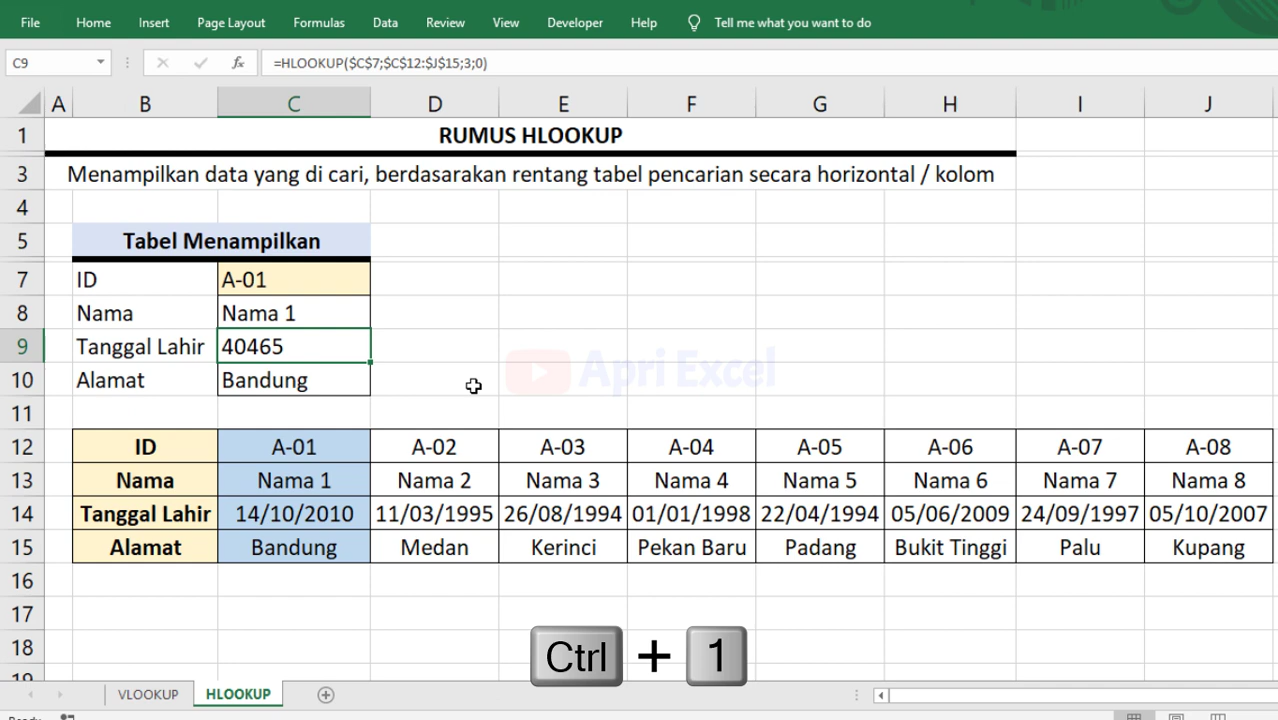 File Home Insert Page Layout Formulas Data Review View Developer Help Tell me what you want to do
C9 fx =HLOOKUP($C$7;$C$12:$J$15;3;0)
A B C D E F G H I J
1 RUMUS HLOOKUP
3 Menampilkan data yang di cari, berdasarakan rentang tabel pencarian secara horizontal / kolom
4
5 Tabel Menampilkan
7 ID A-01
8 Nama Nama 1
9 Tanggal Lahir 40465
Apri Excel
10 Alamat Bandung
11
12 ID A-01 A-02 A-03 A-04 A-05 A-06 A-07 A-08
13 Nama Nama 1 Nama 2 Nama 3 Nama 4 Nama 5 Nama 6 Nama 7 Nama 8
14 Tanggal Lahir 14/10/2010 11/03/1995 26/08/1994 01/01/1998 22/04/1994 05/06/2009 24/09/1997 05/10/2007
15 Alamat Bandung Medan Kerinci Pekan Baru Padang Bukit Tinggi Palu Kupang
16
17
18
Ctrl + 1
19
VLOOKUP HLOOKUP